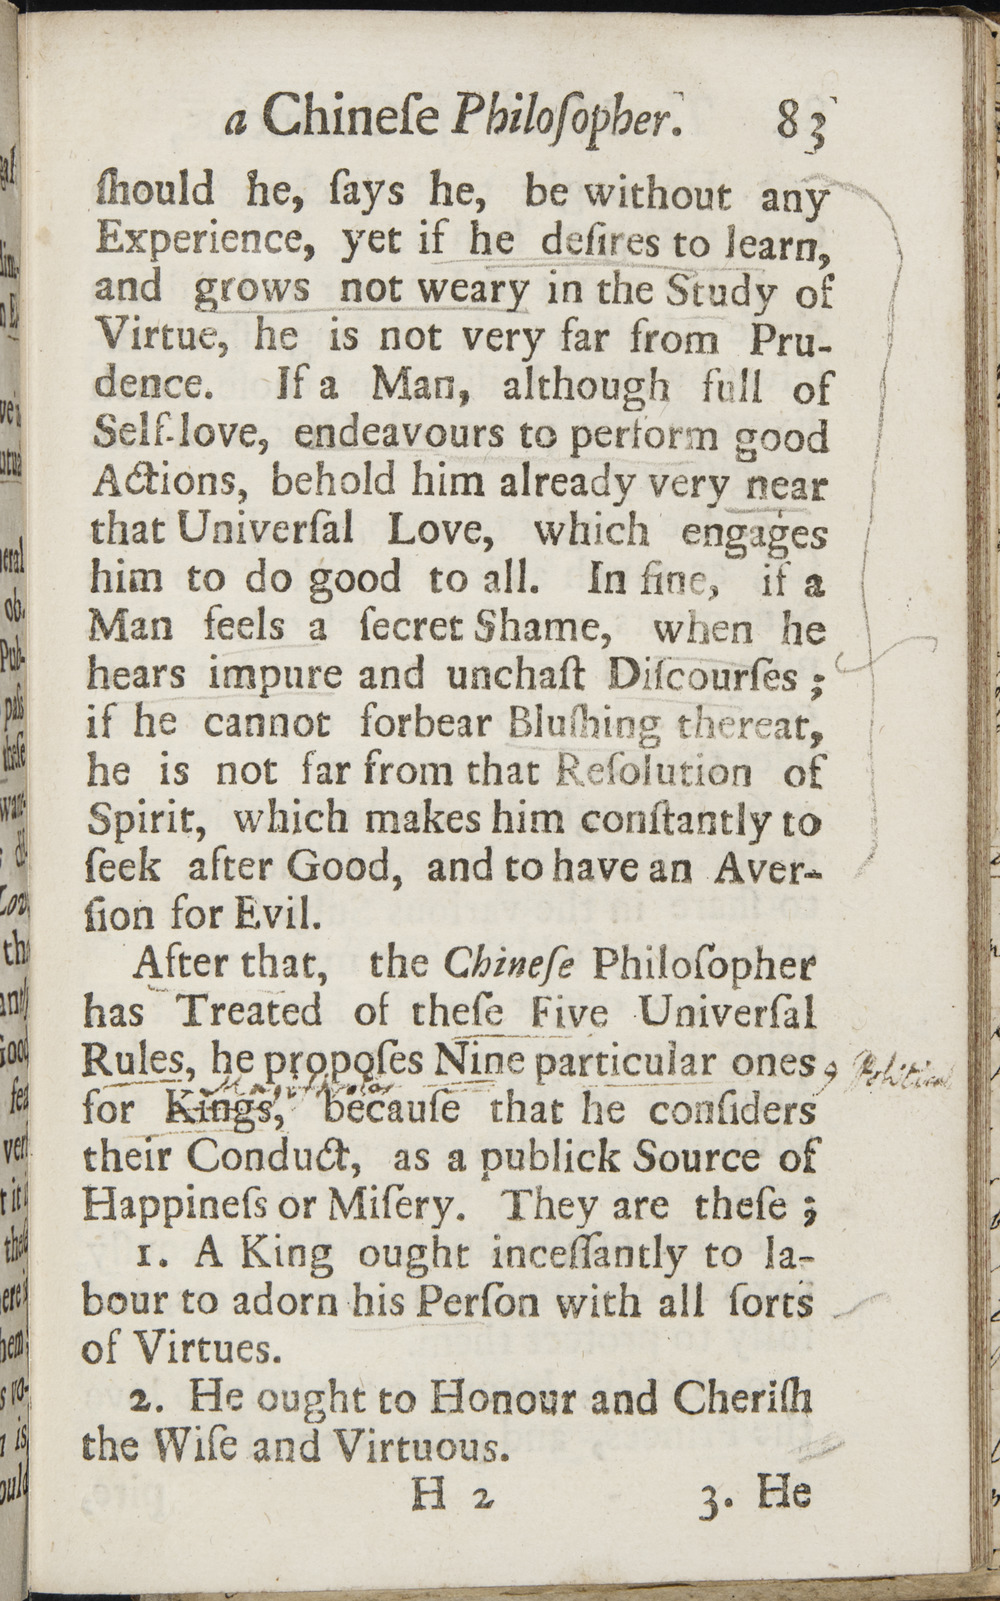 a Chineſe Philoſopher. 83
ſhould he, ſays he, be without any
Experience, yet if he deſires to learn,
and grows not weary in the Study of
Virtue, he is not very far from Pru-
dence. If a Man, although full of
Self-love, endeavours to perform good
Actions, behold him already very near
that Univerſal Love, which engages
him to do good to all. In fine, if a
Man feels a ſecret Shame, when he
hears impure and unchaſt Diſcourſes;
if he cannot forbear Bluſhing thereat,
he is not far from that Reſolution of
Spirit, which makes him conſtantly to
ſeek after Good, and to have an Aver-
ſion for Evil.
After that, the Chineſe Philoſopher
has Treated of theſe Five Univerſal
Rules, he propoſes Nine particular ones, Political
for Kings, becauſe that he conſiders
their Conduct, as a publick Source of
Happineſs or Miſery. They are theſe;
1. A King ought inceſſantly to la-
bour to adorn his Perſon with all ſorts
of Virtues.
2. He ought to Honour and Cheriſh
the Wiſe and Virtuous.
H 2 3. He